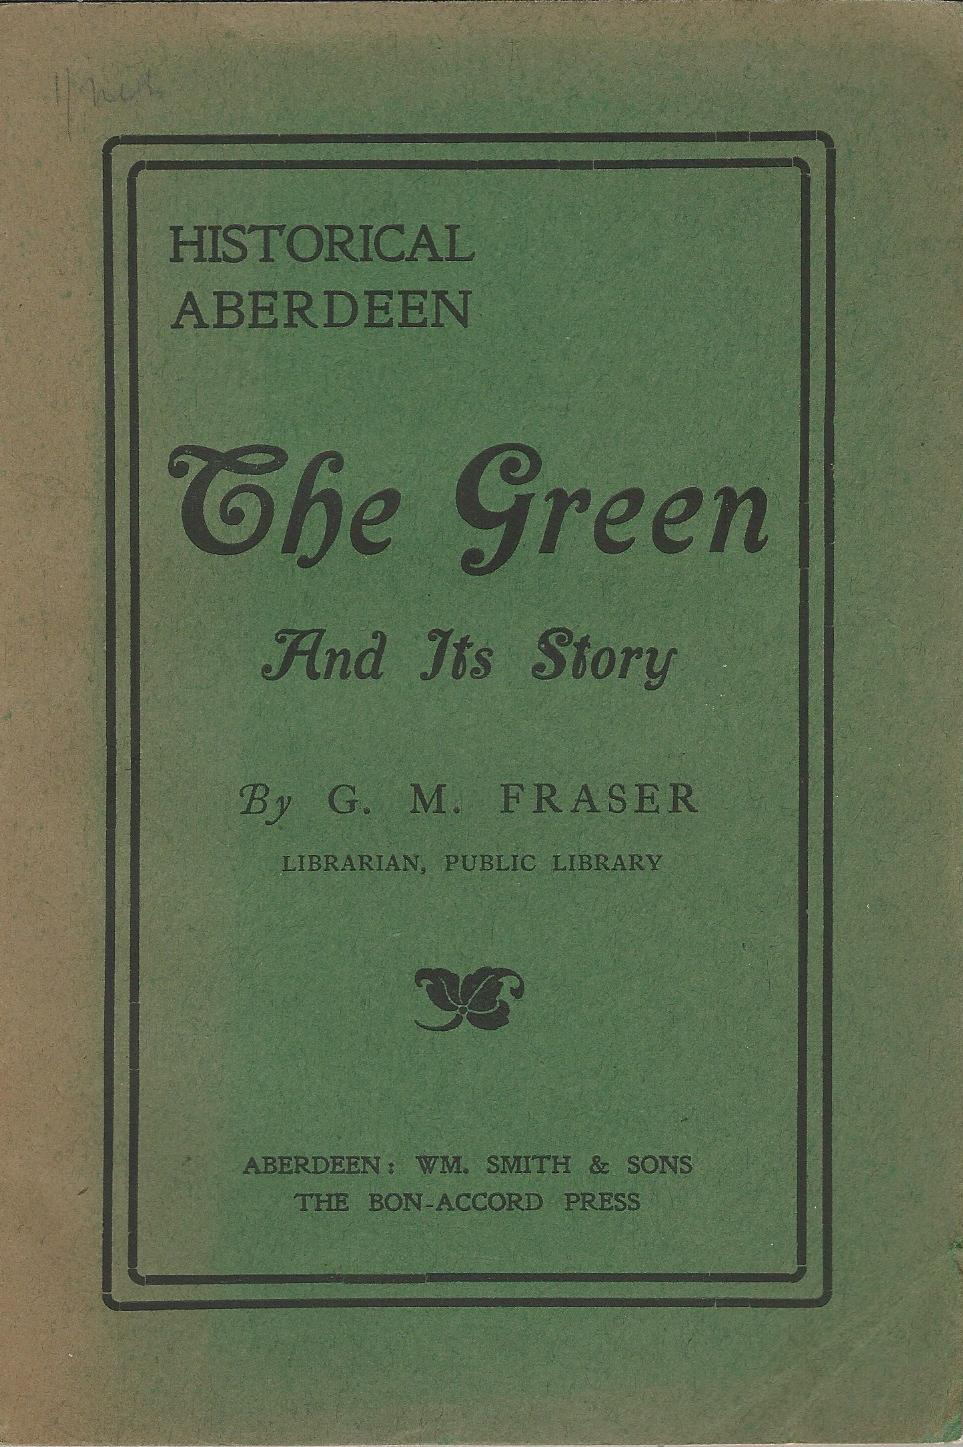 HISTORICAL
ABERDEEN
The Green
And Its Story
By G. M. FRASER
LIBRARIAN, PUBLIC LIBRARY
ABERDEEN: WM. SMITH & SONS
THE BON-ACCORD PRESS